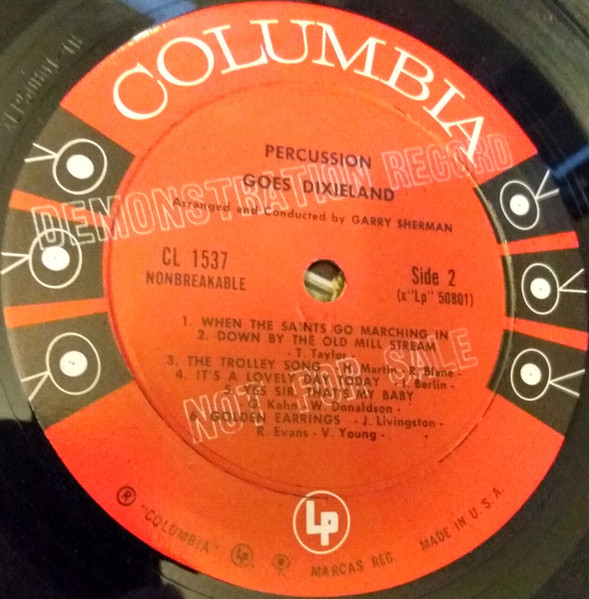 COLUMBIA
PERCUSSION
GOES DIXIELAND
Arranged and Conducted by GARRY SHERMAN
DEMONSTRATION RECORD
CL 1537
NONBREAKABLE
Side 2
(x"Lp" 50801)
1. WHEN THE SAINTS GO MARCHING IN
2. DOWN BY THE OLD MILL STREAM
- T. Taylor -
3. THE TROLLEY SONG - H. Martin - R. Blane -
4. IT'S A LOVELY DAY TODAY - I. Berlin -
5. YES SIR, THAT'S MY BABY
G. Kahn - W. Donaldson -
6. GOLDEN EARRINGS - J. Livingston -
R. Evans - V. Young -
NOT FOR SALE
Lp
® "COLUMBIA" Lp MARCAS REG. MADE IN U.S.A.